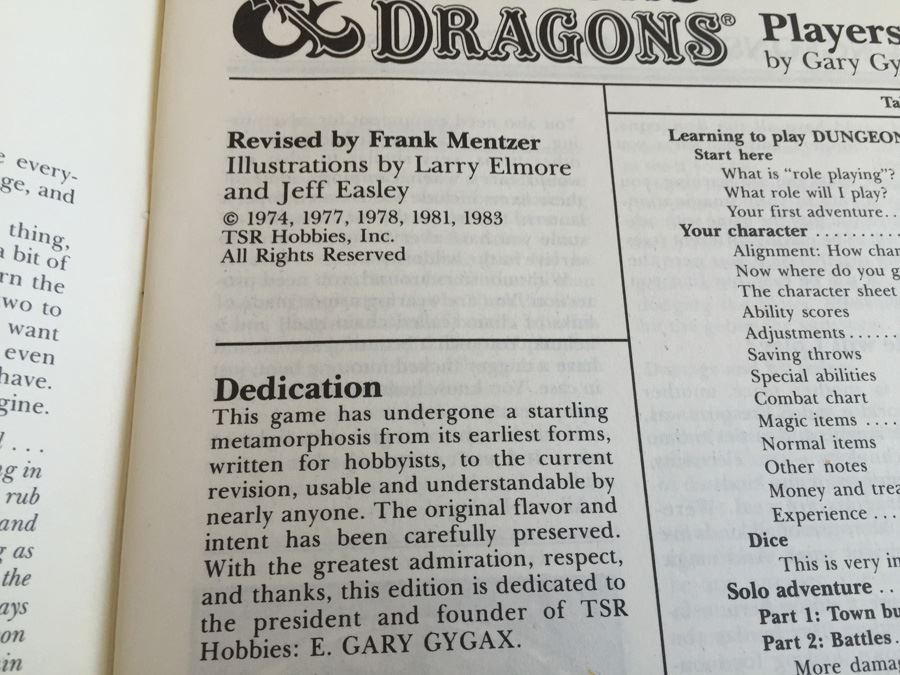 e every-
ge, and
thing,
a bit of
rn the
two to
want
even
have.
gine.
ng in
rub
and
g as
the
ays
on
in
DRAGONS® Players
by Gary Gy
Revised by Frank Mentzer
Illustrations by Larry Elmore
and Jeff Easley
© 1974, 1977, 1978, 1981, 1983
TSR Hobbies, Inc.
All Rights Reserved
Dedication
This game has undergone a startling
metamorphosis from its earliest forms,
written for hobbyists, to the current
revision, usable and understandable by
nearly anyone. The original flavor and
intent has been carefully preserved.
With the greatest admiration, respect,
and thanks, this edition is dedicated to
the president and founder of TSR
Hobbies: E. GARY GYGAX.
Ta
Learning to play DUNGEON
Start here
What is "role playing"?
What role will I play?
Your first adventure..
Your character ..........
Alignment: How char
Now where do you g
The character sheet
Ability scores
Adjustments......
Saving throws
Special abilities
Combat chart
Magic items ....
Normal items
Other notes
Money and trea
Experience ...
Dice
This is very in
Solo adventure ..
Part 1: Town bu
Part 2: Battles.
More damag